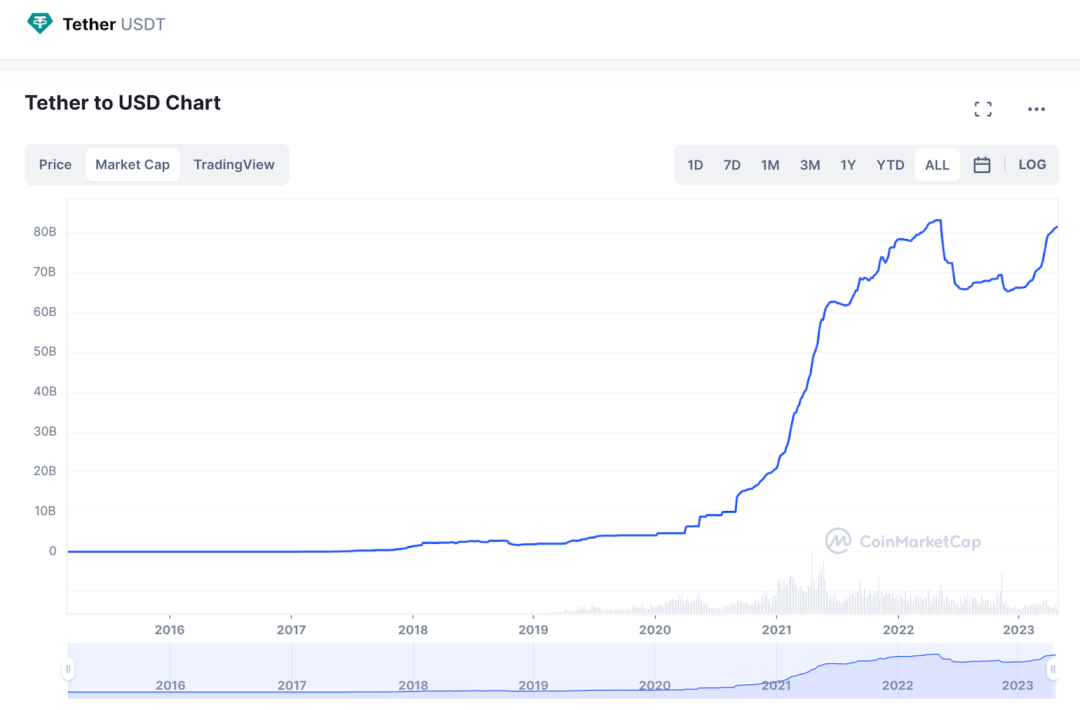 Tether USDT
Tether to USD Chart
Price Market Cap TradingView
1D 7D 1M 3M 1Y YTD ALL LOG
80B
70B
60B
50B
40B
30B
20B
10B
0
CoinMarketCap
2016 2017 2018 2019 2020 2021 2022 2023
2016 2017 2018 2019 2020 2021 2022 2023